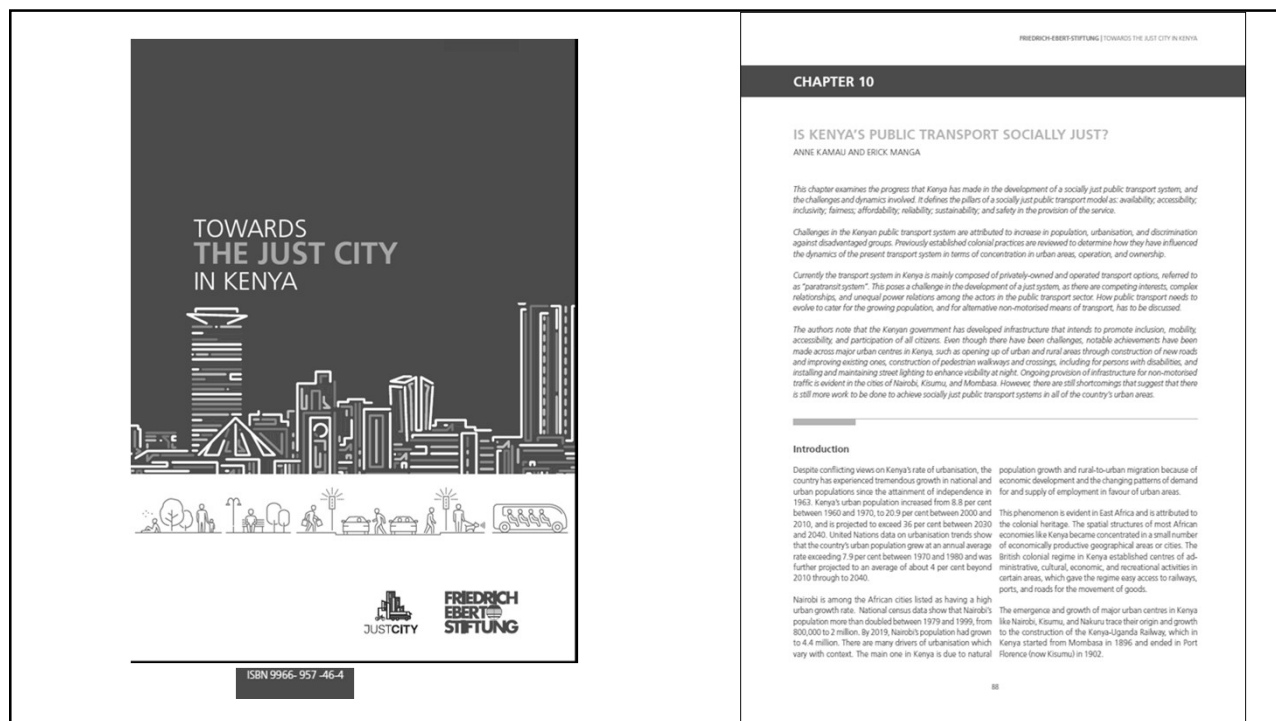 TOWARDS
THE JUST CITY
IN KENYA
JUSTCITY
FRIEDRICH
EBERT
STIFTUNG
ISBN 9966- 957 -46-4
FRIEDRICH-EBERT-STIFTUNG | TOWARDS THE JUST CITY IN KENYA
CHAPTER 10
IS KENYA'S PUBLIC TRANSPORT SOCIALLY JUST?
ANNE KAMAU AND ERICK MANGA
This chapter examines the progress that Kenya has made in the development of a socially just public transport system, and
the challenges and dynamics involved. It defines the pillars of a socially just public transport model as: availability; accessibility;
inclusivity; fairness; affordability; reliability; sustainability; and safety in the provision of the service.
Challenges in the Kenyan public transport system are attributed to increase in population, urbanisation, and discrimination
against disadvantaged groups. Previously established colonial practices are reviewed to determine how they have influenced
the dynamics of the present transport system in terms of concentration in urban areas, operation, and ownership.
Currently the transport system in Kenya is mainly composed of privately-owned and operated transport options, referred to
as "paratransit system". This poses a challenge in the development of a just system, as there are competing interests, complex
relationships, and unequal power relations among the actors in the public transport sector. How public transport needs to
evolve to cater for the growing population, and for alternative non-motorised means of transport, has to be discussed.
The authors note that the Kenyan government has developed infrastructure that intends to promote inclusion, mobility,
accessibility, and participation of all citizens. Even though there have been challenges, notable achievements have been
made across major urban centres in Kenya, such as opening up of urban and rural areas through construction of new roads
and improving existing ones, construction of pedestrian walkways and crossings, including for persons with disabilities, and
installing and maintaining street lighting to enhance visibility at night. Ongoing provision of infrastructure for non-motorised
traffic is evident in the cities of Nairobi, Kisumu, and Mombasa. However, there are still shortcomings that suggest that there
is still more work to be done to achieve socially just public transport systems in all of the country's urban areas.
Introduction
Despite conflicting views on Kenya's rate of urbanisation, the
country has experienced tremendous growth in national and
urban populations since the attainment of independence in
1963. Kenya's urban population increased from 8.8 per cent
between 1960 and 1970, to 20.9 per cent between 2000 and
2010, and is projected to exceed 36 per cent between 2030
and 2040. United Nations data on urbanisation trends show
that the country's urban population grew at an annual average
rate exceeding 7.9 per cent between 1970 and 1980 and was
further projected to an average of about 4 per cent beyond
2010 through to 2040.
Nairobi is among the African cities listed as having a high
urban growth rate. National census data show that Nairobi's
population more than doubled between 1979 and 1999, from
800,000 to 2 million. By 2019, Nairobi's population had grown
to 4.4 million. There are many drivers of urbanisation which
vary with context. The main one in Kenya is due to natural
population growth and rural-to-urban migration because of
economic development and the changing patterns of demand
for and supply of employment in favour of urban areas.
This phenomenon is evident in East Africa and is attributed to
the colonial heritage. The spatial structures of most African
economies like Kenya became concentrated in a small number
of economically productive geographical areas or cities. The
British colonial regime in Kenya established centres of ad-
ministrative, cultural, economic, and recreational activities in
certain areas, which gave the regime easy access to railways,
ports, and roads for the movement of goods.
The emergence and growth of major urban centres in Kenya
like Nairobi, Kisumu, and Nakuru trace their origin and growth
to the construction of the Kenya-Uganda Railway, which in
Kenya started from Mombasa in 1896 and ended in Port
Florence (now Kisumu) in 1902.